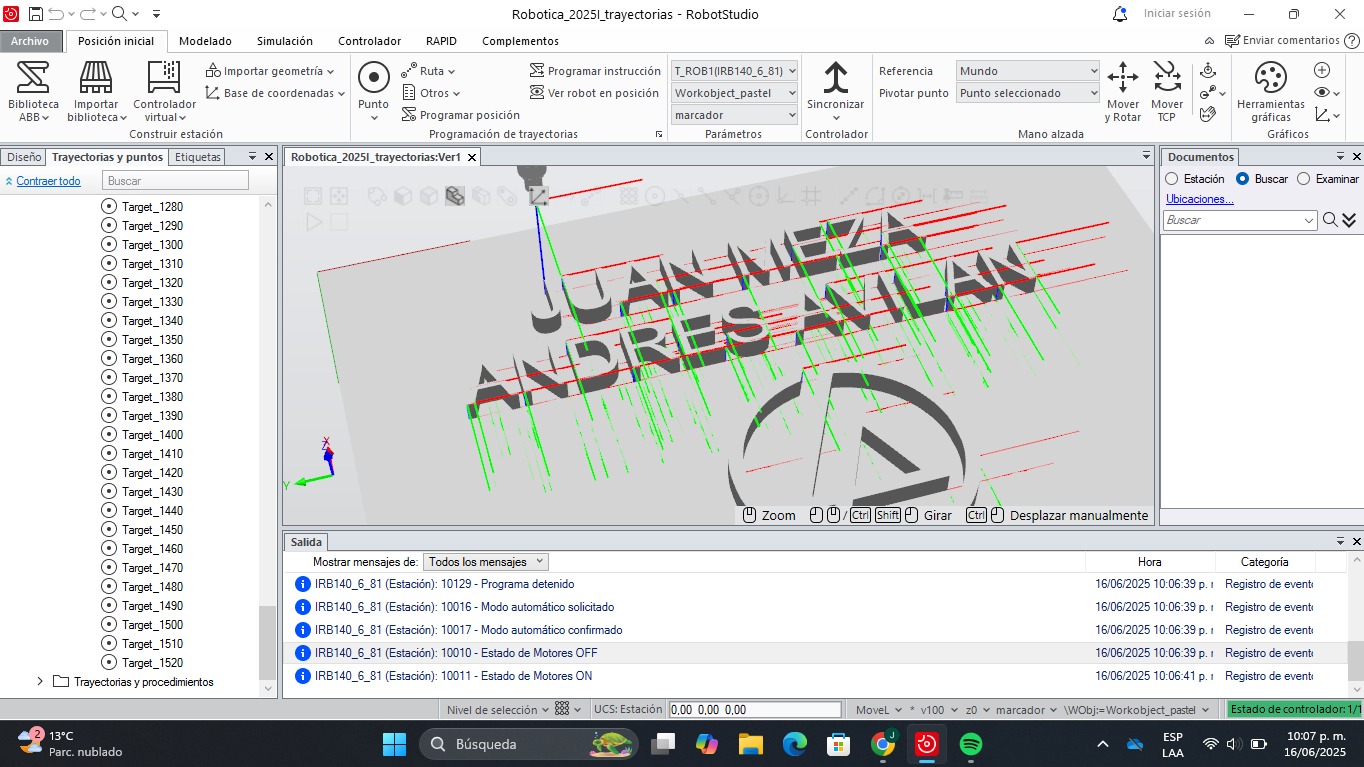 Robotica_2025I_trayectorias - RobotStudio
Iniciar sesión
Archivo Posición inicial Modelado Simulación Controlador RAPID Complementos
Enviar comentarios
Biblioteca ABB
Importar biblioteca
Controlador virtual
Importar geometría
Base de coordenadas
Construir estación
Punto
Ruta
Otros
Programar posición
Programar instrucción
Ver robot en posición
Programación de trayectorias
T_ROB1(IRB140_6_81)
Workobject_pastel
marcador
Parámetros
Sincronizar
Controlador
Referencia Mundo
Pivotar punto Punto seleccionado
Mover y Rotar
Mover TCP
Mano alzada
Herramientas gráficas
Gráficos
Diseño Trayectorias y puntos Etiquetas
Contraer todo Buscar
Target_1280
Target_1290
Target_1300
Target_1310
Target_1320
Target_1330
Target_1340
Target_1350
Target_1360
Target_1370
Target_1380
Target_1390
Target_1400
Target_1410
Target_1420
Target_1430
Target_1440
Target_1450
Target_1460
Target_1470
Target_1480
Target_1490
Target_1500
Target_1510
Target_1520
Trayectorias y procedimientos
Robotica_2025I_trayectorias:Ver1
JUAN MEZA
ANDRES ANILLAN
X
Z
Y
Zoom / Ctrl Shift Girar Ctrl Desplazar manualmente
Documentos
Estación Buscar Examinar
Ubicaciones...
Buscar
Salida
Mostrar mensajes de: Todos los mensajes Hora Categoría
IRB140_6_81 (Estación): 10129 - Programa detenido 16/06/2025 10:06:39 p. Registro de evento
IRB140_6_81 (Estación): 10016 - Modo automático solicitado 16/06/2025 10:06:39 p. Registro de evento
IRB140_6_81 (Estación): 10017 - Modo automático confirmado 16/06/2025 10:06:39 p. Registro de evento
IRB140_6_81 (Estación): 10010 - Estado de Motores OFF 16/06/2025 10:06:39 p. Registro de evento
IRB140_6_81 (Estación): 10011 - Estado de Motores ON 16/06/2025 10:06:41 p. Registro de evento
Nivel de selección UCS: Estación 0,00 0,00 0,00 MoveL * v100 z0 marcador \WObj:=Workobject_pastel Estado de controlador: 1/1
2
13°C
Parc. nublado
Búsqueda
J
ESP
LAA
10:07 p. m.
16/06/2025